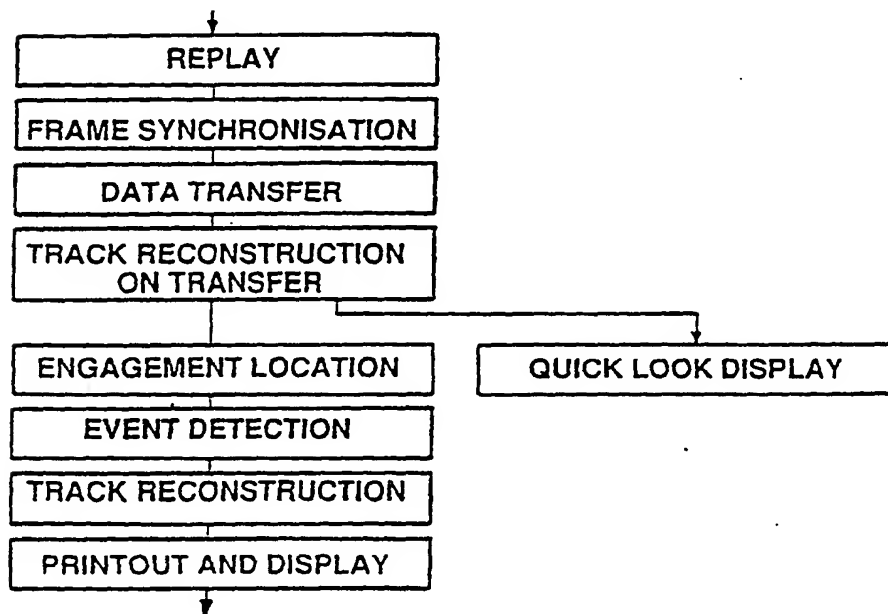 REPLAY
FRAME SYNCHRONISATION
DATA TRANSFER
TRACK RECONSTRUCTION
ON TRANSFER
ENGAGEMENT LOCATION
QUICK LOOK DISPLAY
EVENT DETECTION
TRACK RECONSTRUCTION
PRINTOUT AND DISPLAY